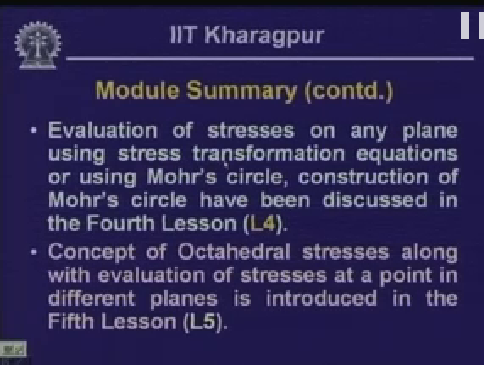 IIT Kharagpur
Module Summary (contd.)
• Evaluation of stresses on any plane
using stress transformation equations
or using Mohr's circle, construction of
Mohr's circle have been discussed in
the Fourth Lesson (L4).
• Concept of Octahedral stresses along
with evaluation of stresses at a point in
different planes is introduced in the
Fifth Lesson (L5).